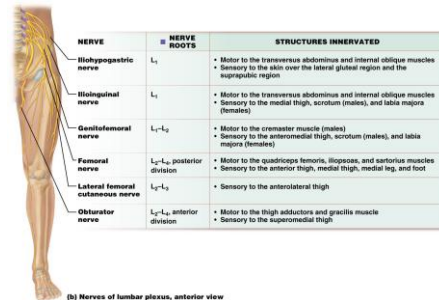 NERVE
NERVE ROOTS
STRUCTURES INNERVATED
Iliohypogastric nerve
L1
• Motor to the transversus abdominus and internal oblique muscles
• Sensory to the skin over the lateral gluteal region and the
suprapubic region
Ilioinguinal nerve
L1
• Motor to the transversus abdominus and internal oblique muscles
• Sensory to the medial thigh, scrotum (males), and labia majora
(females)
Genitofemoral nerve
L1–L2
• Motor to the cremaster muscle (males)
• Sensory to the anteromedial thigh, scrotum (males), and labia
majora (females)
Femoral nerve
L2–L4, posterior division
• Motor to the quadriceps femoris, iliopsoas, and sartorius muscles
• Sensory to the anterior thigh, medial thigh, medial leg, and foot
Lateral femoral cutaneous nerve
L2–L3
• Sensory to the anterolateral thigh
Obturator nerve
L2–L4, anterior division
• Motor to the thigh adductors and gracilis muscle
• Sensory to the superomedial thigh
(b) Nerves of lumbar plexus, anterior view